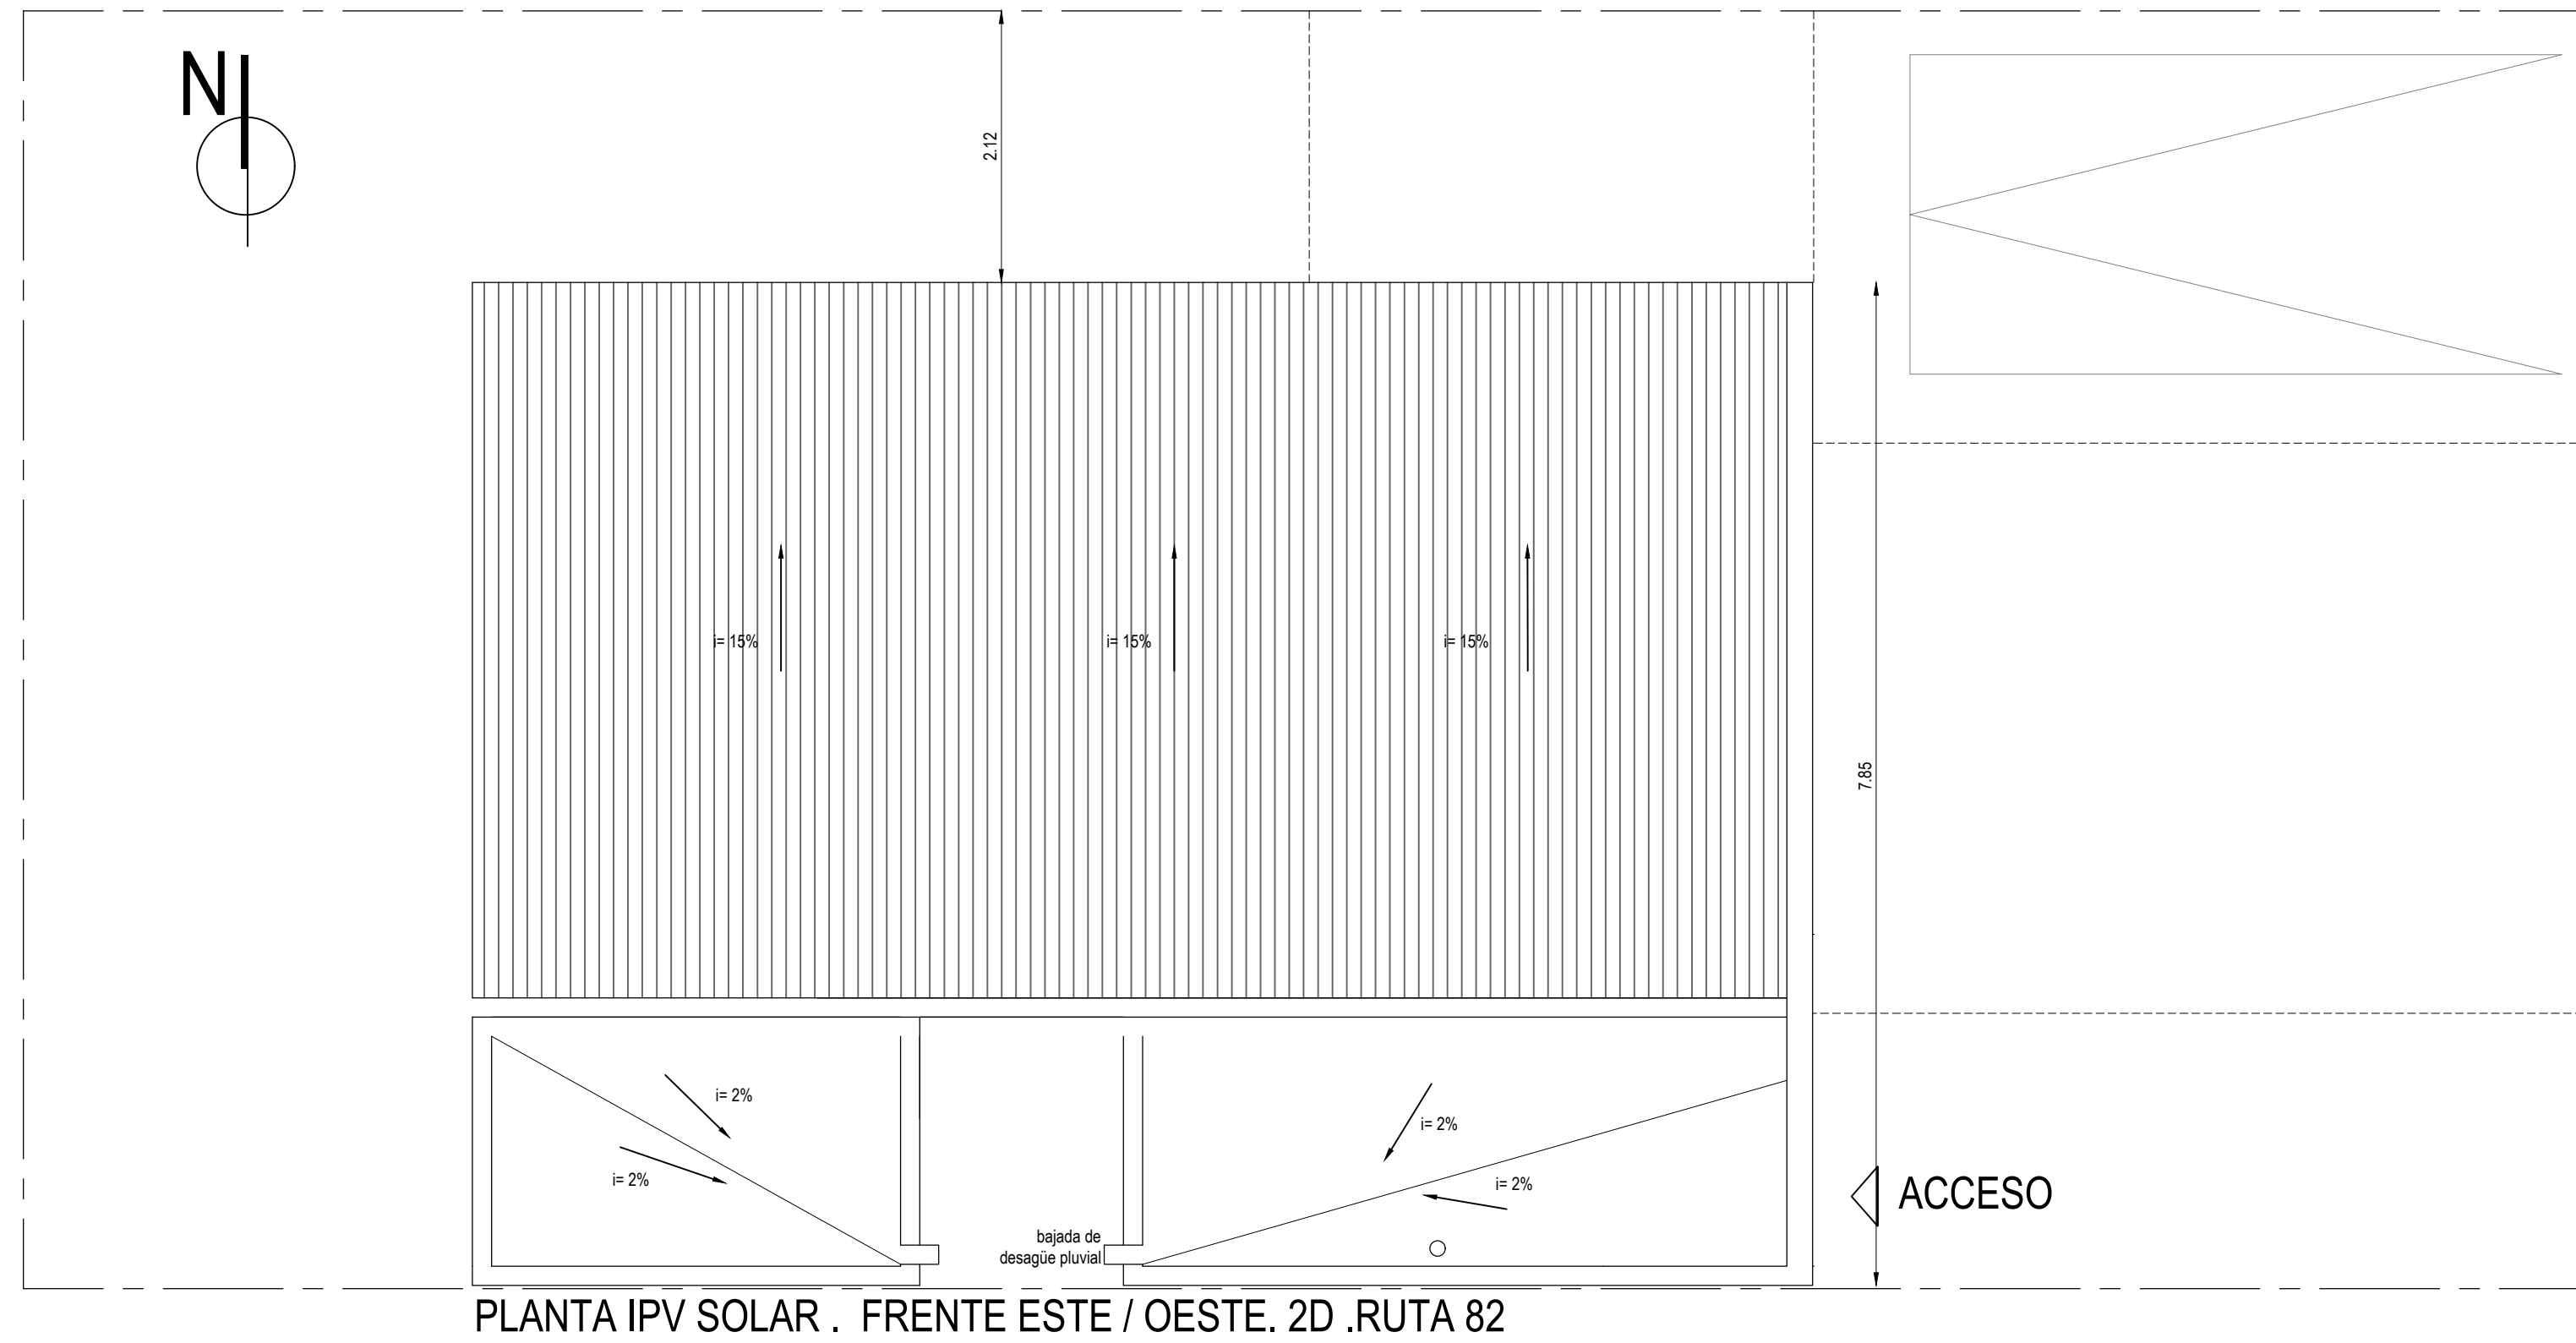 N
2.12
i= 15%
i= 15%
i= 15%
7.85
i= 2%
i= 2%
i= 2%
i= 2%
ACCESO
bajada de
desagüe pluvial
PLANTA IPV SOLAR . FRENTE ESTE / OESTE. 2D .RUTA 82